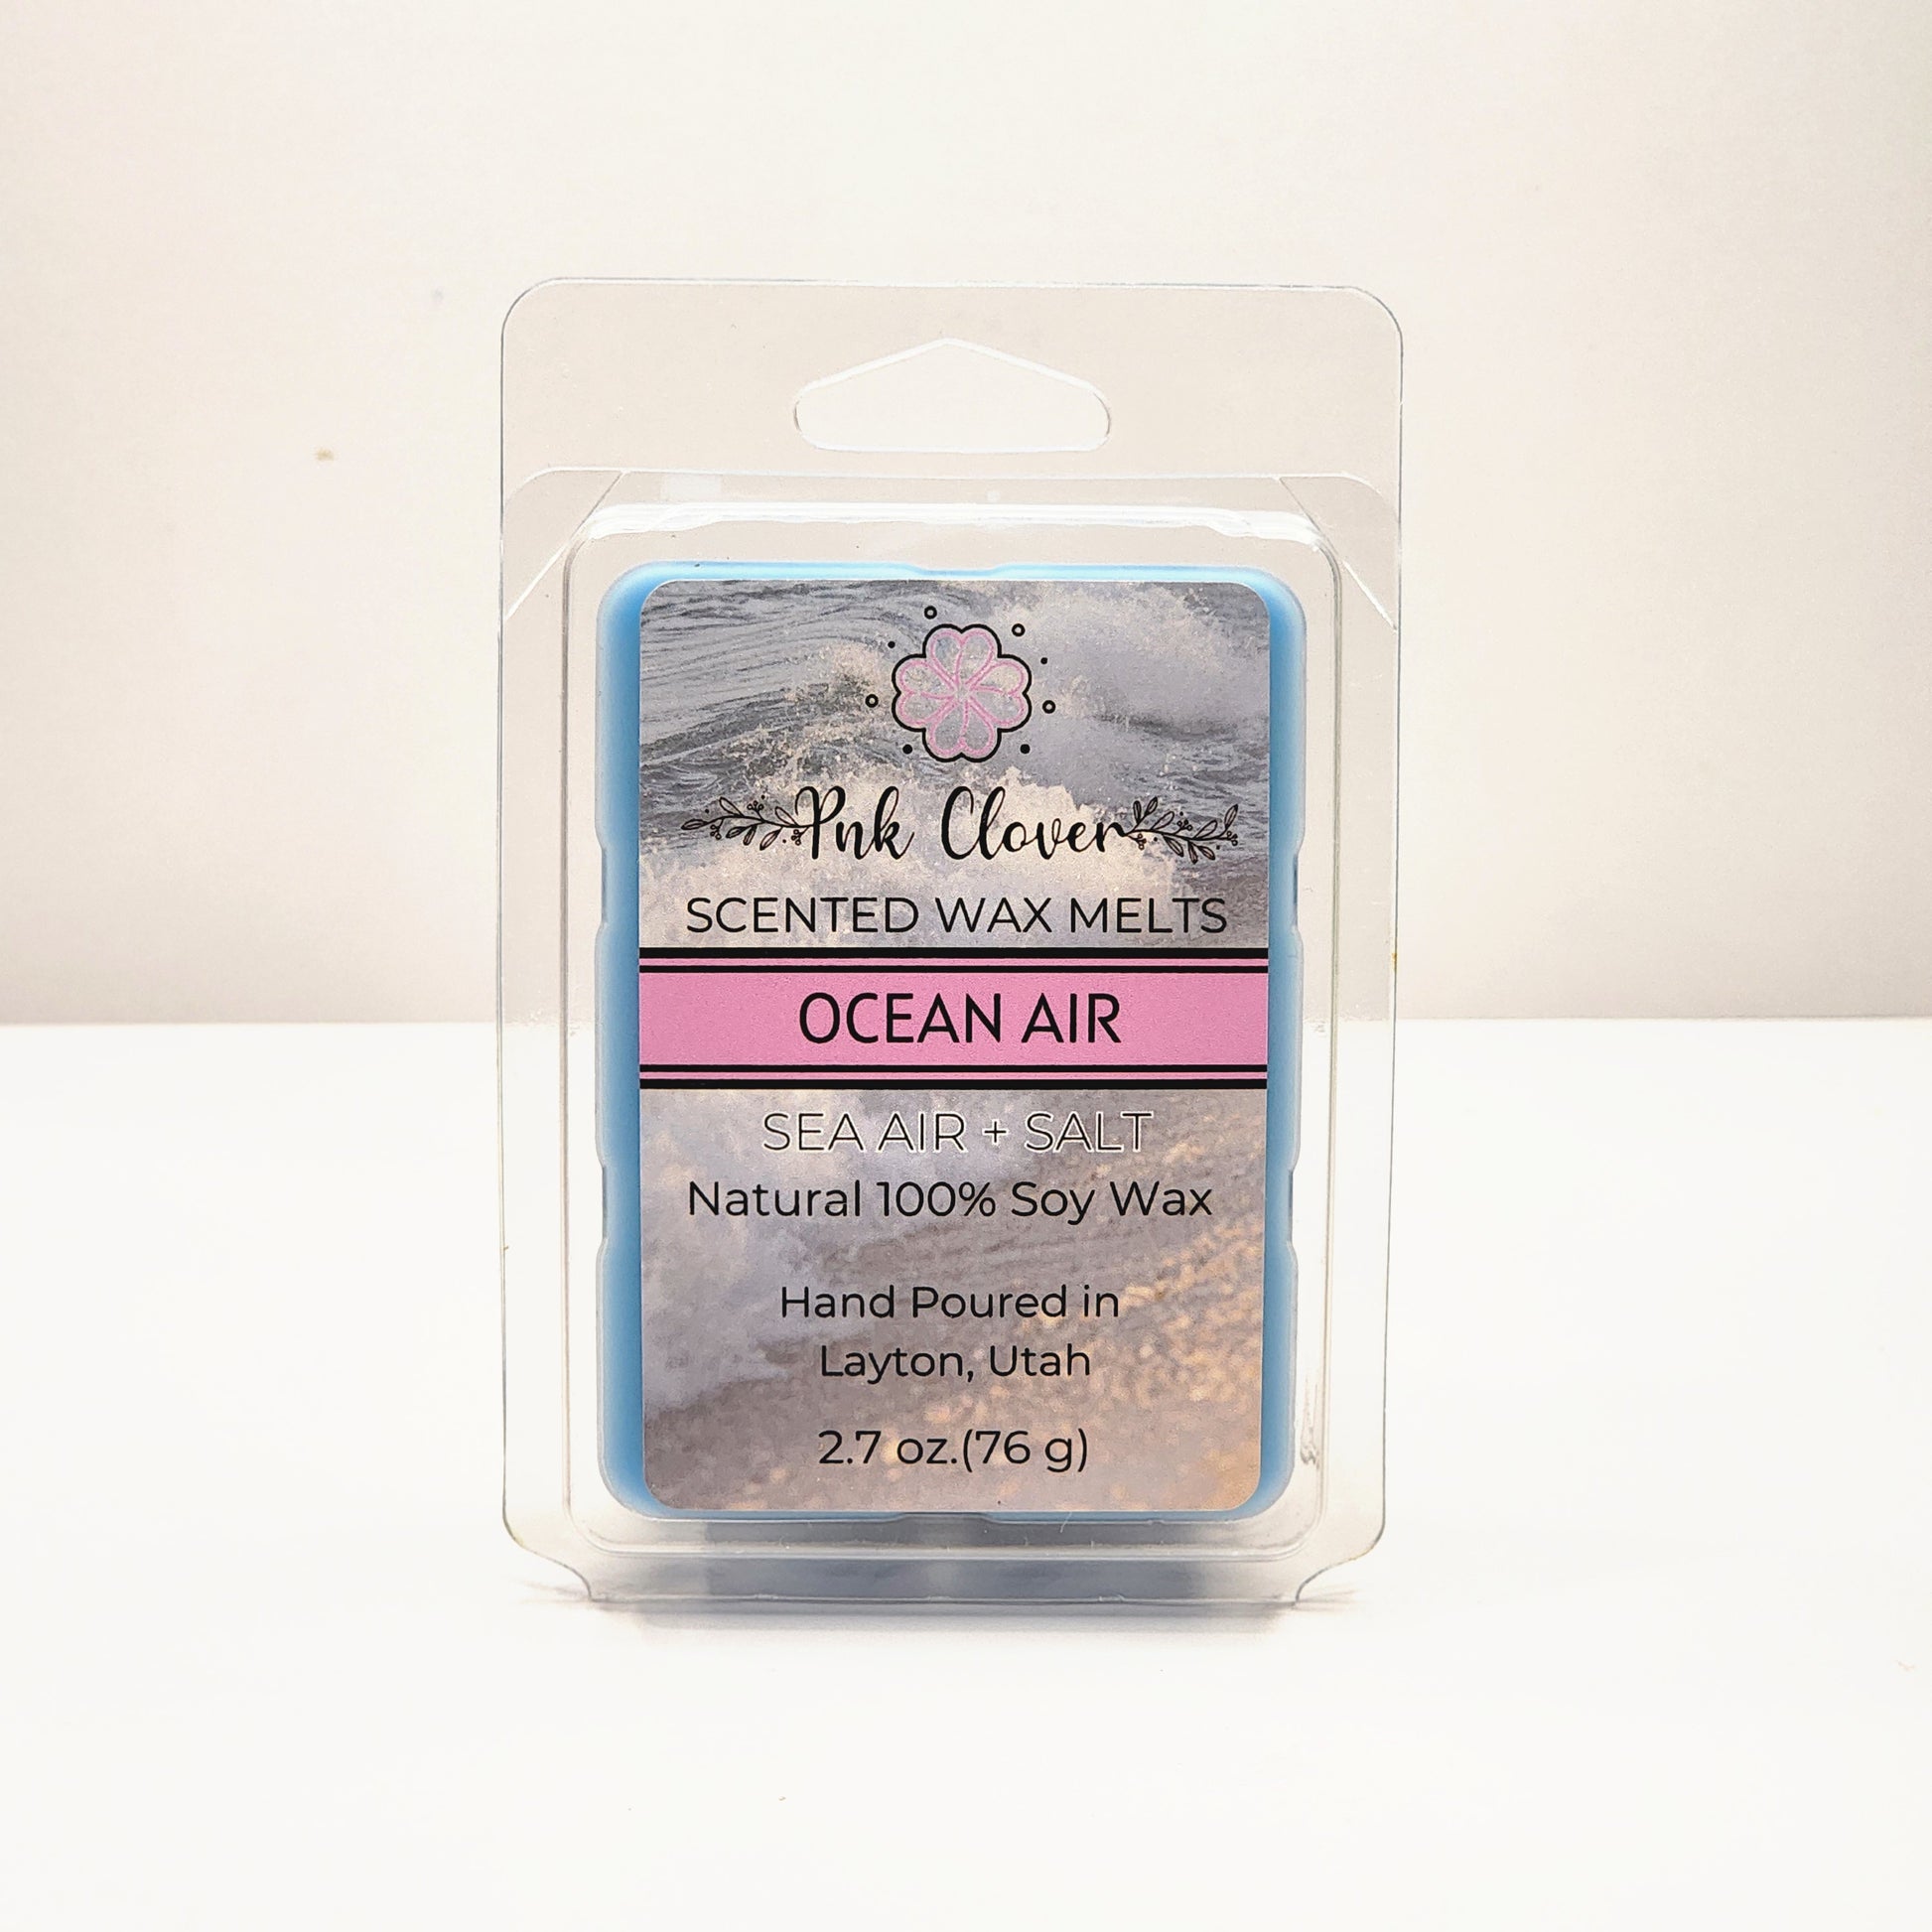 Pnk Clover
SCENTED WAX MELTS
OCEAN AIR
SEA AIR + SALT
Natural 100% Soy Wax
Hand Poured in
Layton, Utah
2.7 oz.(76 g)